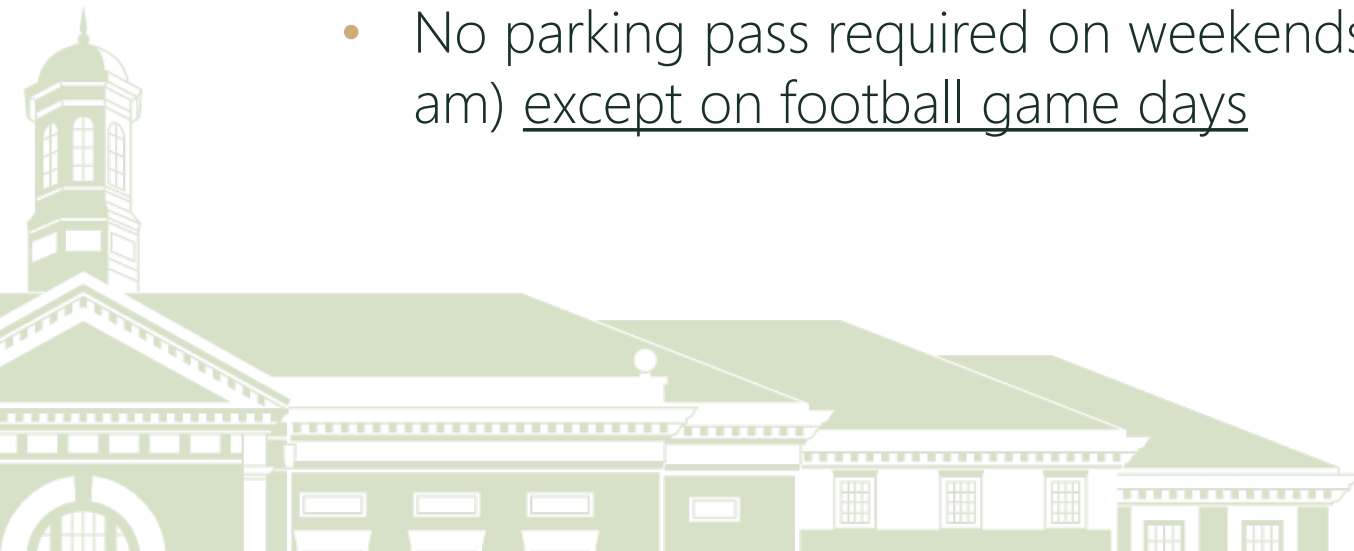 • No parking pass required on weekends
am) except on football game days